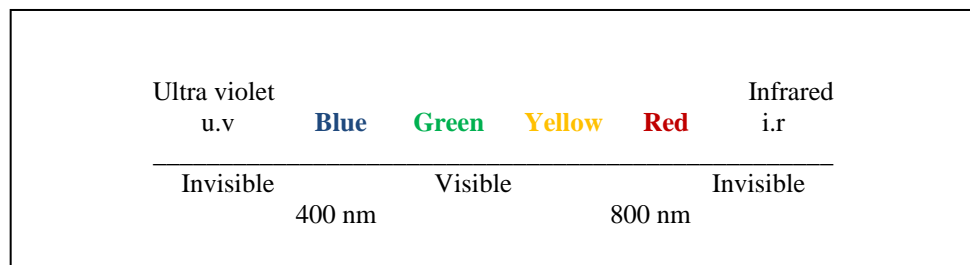 Ultra violet Infrared
u.v Blue Green Yellow Red i.r
Invisible Visible Invisible
400 nm 800 nm